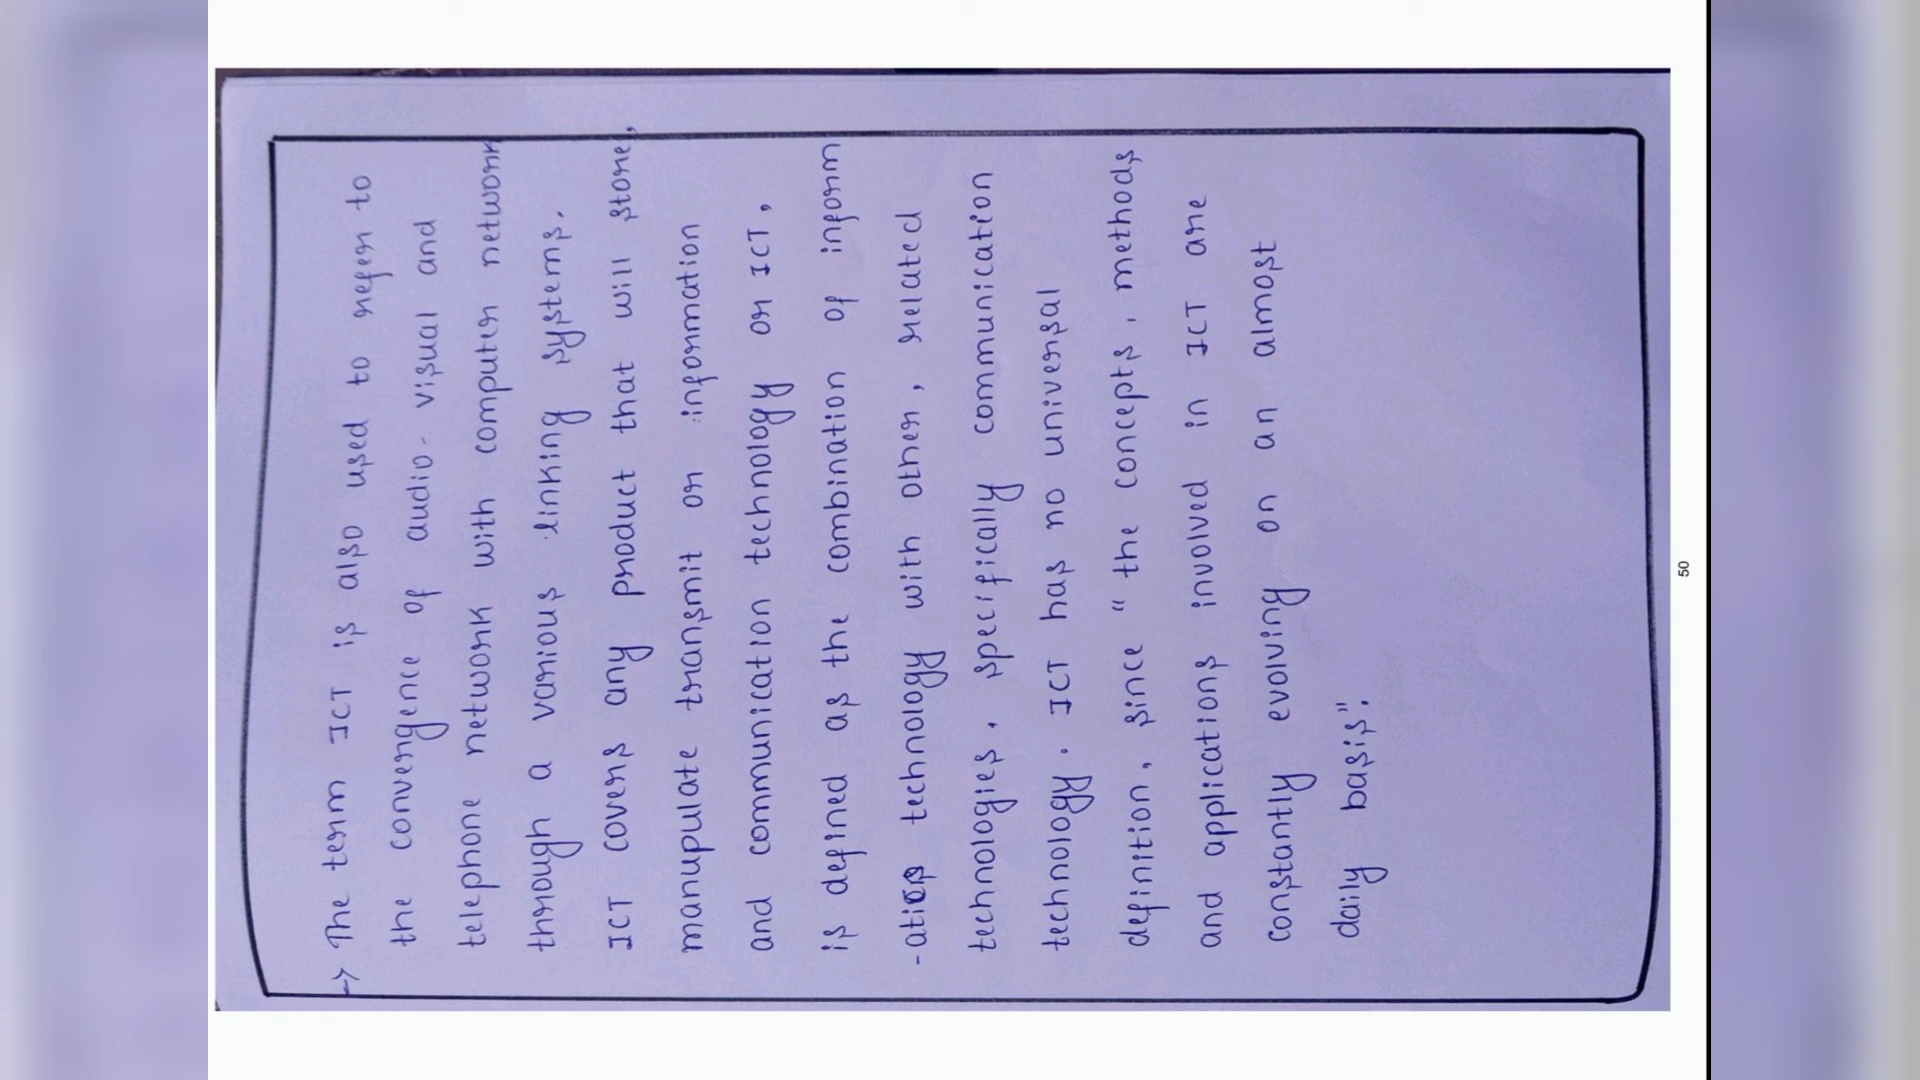 → The term ICT is also used to refer to
the convergence of audio-visual and
telephone network with computer network
through a various linking systems.
ICT covers any product that will store,
manupulate transmit or information
and communication technology or ICT,
is defined as the combination of inform
-ation technology with other, related
technologies, specifically communication
technology. ICT has no universal
definition, since "the concepts, methods
and applications involved in ICT are
constantly evolving on an almost
daily basis".
50